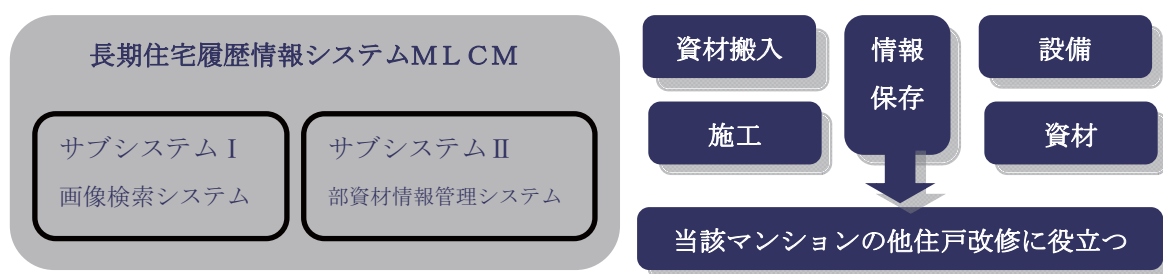 長期住宅履歴情報システムＭＬＣＭ
サブシステムⅠ
画像検索システム
サブシステムⅡ
部資材情報管理システム
資材搬入
情報
保存
設備
施工
資材
当該マンションの他住戸改修に役立つ